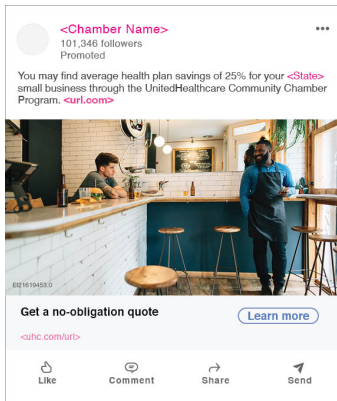 <Chamber Name>
101,346 followers
Promoted
You may find average health plan savings of 25% for your <State>
small business through the UnitedHealthcare Community Chamber
Program. <url.com>
EI21619453.0
Get a no-obligation quote
Learn more
<uhc.com/url>
Like
Comment
Share
Send